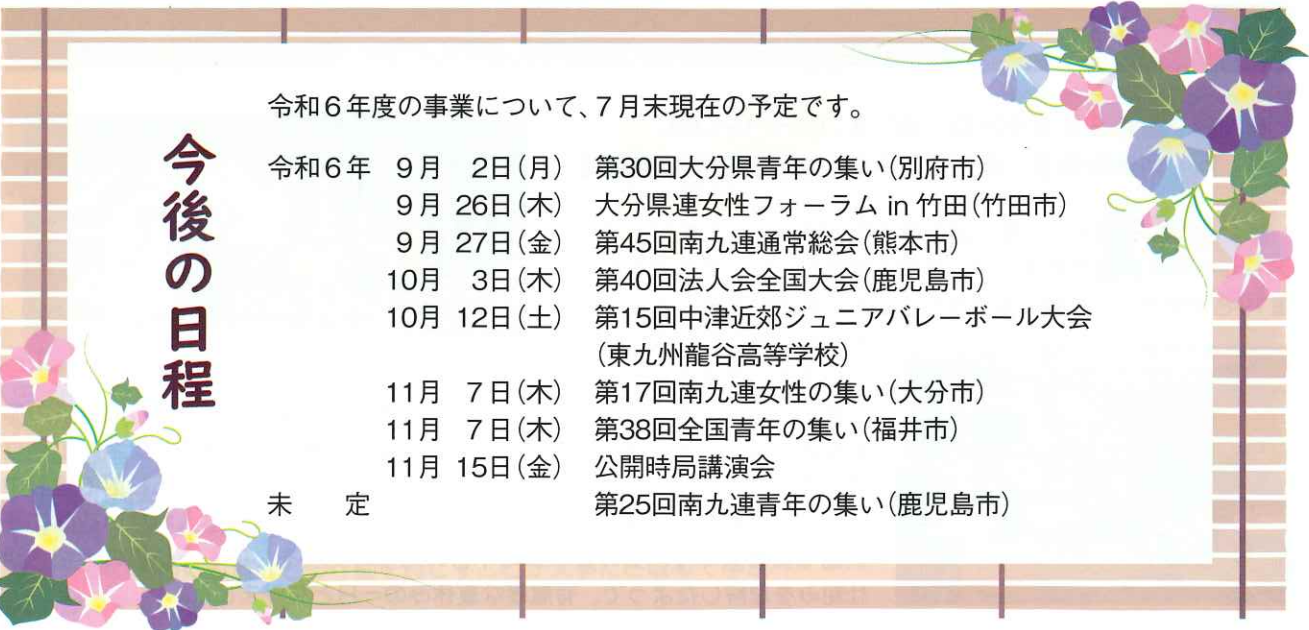 今後の日程
令和6年度の事業について、7月末現在の予定です。
令和6年 9月 2日(月) 第30回大分県青年の集い(別府市)
9月 26日(木) 大分県連女性フォーラム in 竹田(竹田市)
9月 27日(金) 第45回南九連通常総会(熊本市)
10月 3日(木) 第40回法人会全国大会(鹿児島市)
10月 12日(土) 第15回中津近郊ジュニアバレーボール大会
(東九州龍谷高等学校)
11月 7日(木) 第17回南九連女性の集い(大分市)
11月 7日(木) 第38回全国青年の集い(福井市)
11月 15日(金) 公開時局講演会
未 定 第25回南九連青年の集い(鹿児島市)